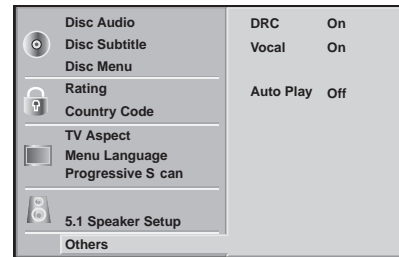 Disc Audio
Disc Subtitle
Disc Menu
Rating
Country Code
TV Aspect
Menu Language
Progressive S can
5.1 Speaker Setup
Others
DRC On
Vocal On
Auto Play Off